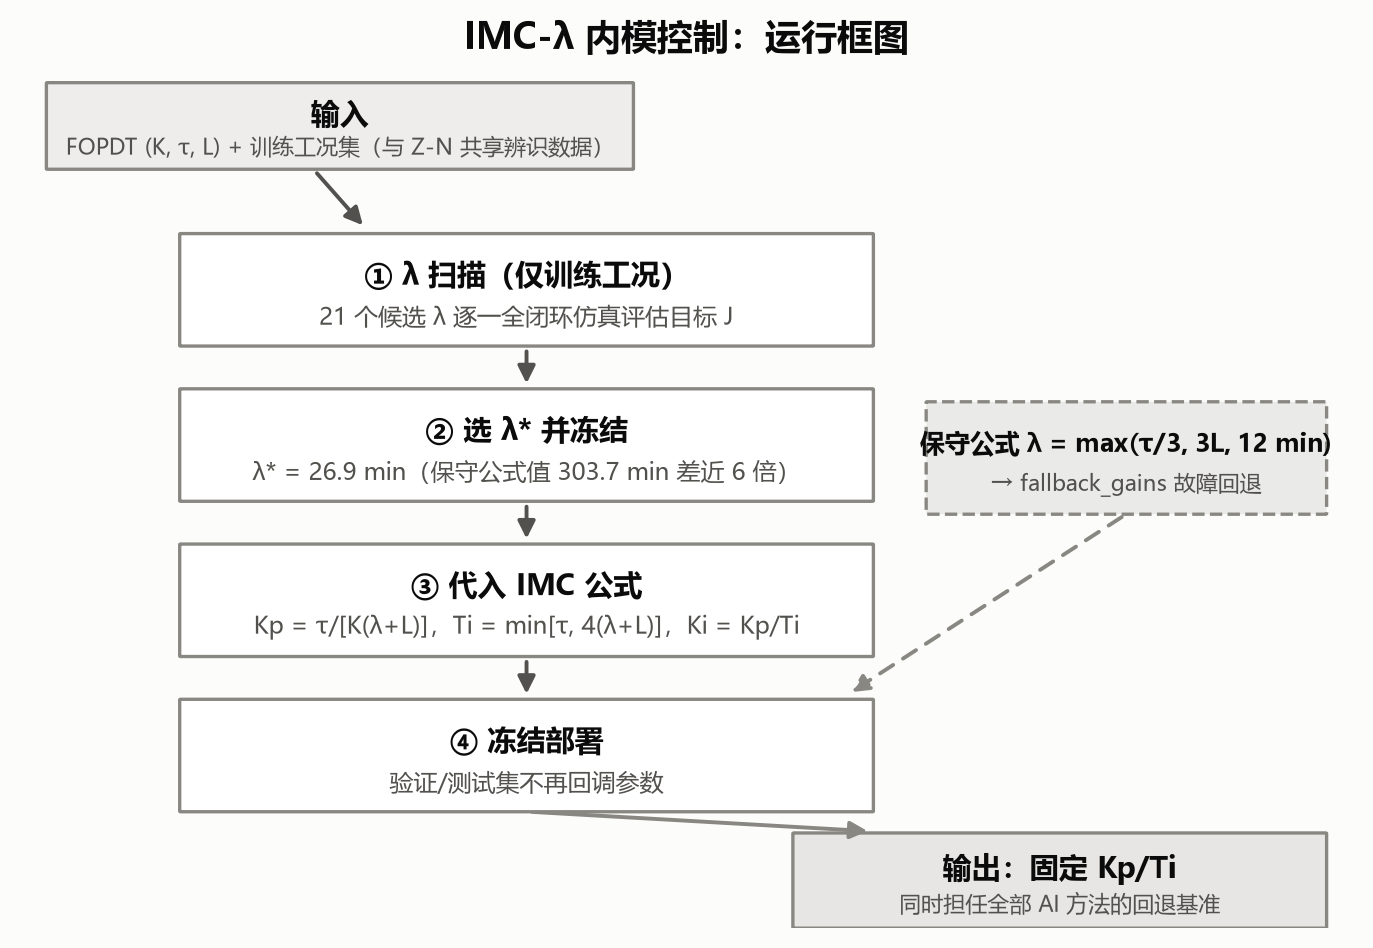 IMC-λ 内模控制：运行框图
输入
FOPDT (K, τ, L) + 训练工况集（与 Z-N 共享辨识数据）
① λ 扫描（仅训练工况）
21 个候选 λ 逐一全闭环仿真评估目标 J
② 选 λ* 并冻结
λ* = 26.9 min（保守公式值 303.7 min 差近 6 倍）
保守公式 λ = max(τ/3, 3L, 12 min)
→ fallback_gains 故障回退
③ 代入 IMC 公式
Kp = τ/[K(λ+L)]，Ti = min[τ, 4(λ+L)]，Ki = Kp/Ti
④ 冻结部署
验证/测试集不再回调参数
输出：固定 Kp/Ti
同时担任全部 AI 方法的回退基准